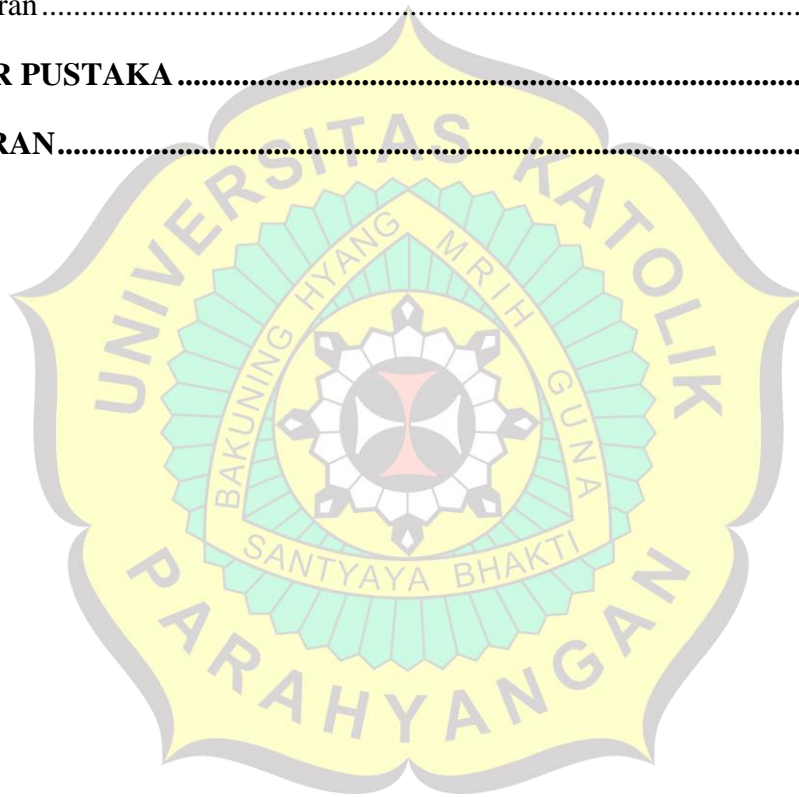 ran ................................................................................
R PUSTAKA ................................................................................
RAN ................................................................................
UNIVERSITAS KATOLIK
BAKUNING HYANG MRIH GUNA
SANTYAYA BHAKTI
PARAHYANGAN